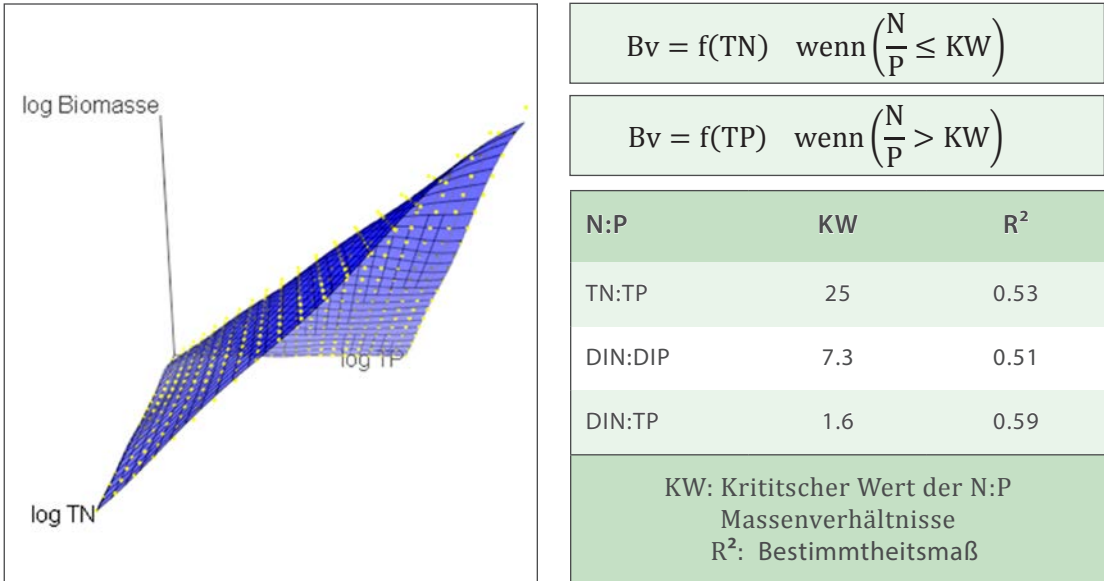 log Biomasse
log TP
log TN
Bv = f(TN) wenn (N/P ≤ KW)
Bv = f(TP) wenn (N/P > KW)
N:P KW R²
TN:TP 25 0.53
DIN:DIP 7.3 0.51
DIN:TP 1.6 0.59
KW: Krititscher Wert der N:P
Massenverhältnisse
R²: Bestimmtheitsmaß